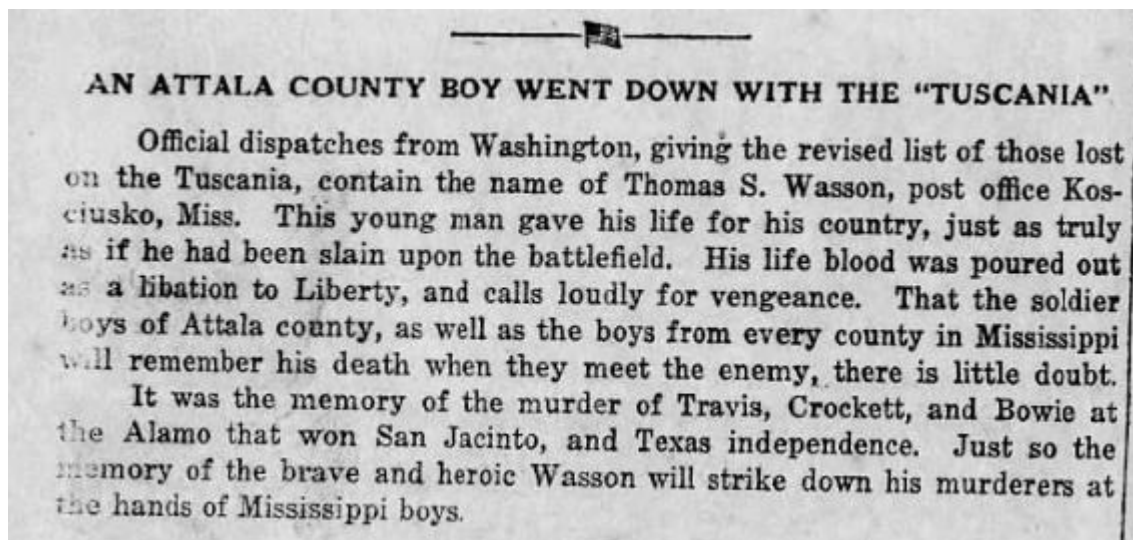 AN ATTALA COUNTY BOY WENT DOWN WITH THE "TUSCANIA"
Official dispatches from Washington, giving the revised list of those lost
on the Tuscania, contain the name of Thomas S. Wasson, post office Kos-
ciusko, Miss. This young man gave his life for his country, just as truly
as if he had been slain upon the battlefield. His life blood was poured out
as a libation to Liberty, and calls loudly for vengeance. That the soldier
boys of Attala county, as well as the boys from every county in Mississippi
will remember his death when they meet the enemy, there is little doubt.
It was the memory of the murder of Travis, Crockett, and Bowie at
the Alamo that won San Jacinto, and Texas independence. Just so the
memory of the brave and heroic Wasson will strike down his murderers at
the hands of Mississippi boys.